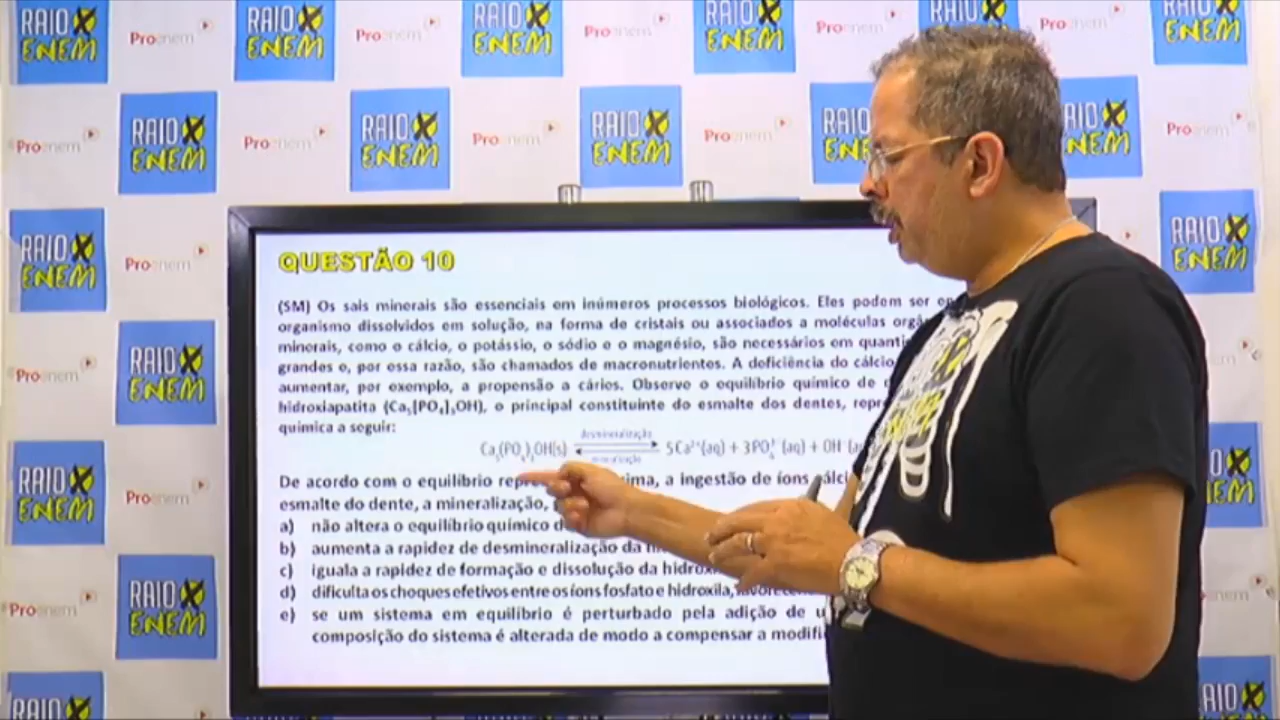 RAIO X
ENEM
Proenem
QUESTÃO 10
(SM) Os sais minerais são essenciais em inúmeros processos biológicos. Eles podem ser
organismo dissolvidos em solução, na forma de cristais ou associados a moléculas
minerais, como o cálcio, o potássio, o sódio e o magnésio, são necessários em
grandes e, por essa razão, são chamados de macronutrientes. A deficiência do cálcio
aumentar, por exemplo, a propensão a cáries. Observe o equilíbrio químico de
hidroxiapatita (Ca₅[PO₄]₃OH), o principal constituinte do esmalte dos dentes,
química a seguir:
desmineralização
Ca₅(PO₄)₃OH(s) 5Ca²⁺(aq) + 3PO₄³⁻ (aq) + OH⁻
mineralização
De acordo com o equilíbrio acima, a ingestão de íons
esmalte do dente, a mineralização,
a) não altera o equilíbrio químico
b) aumenta a rapidez de desmineralização da
c) iguala a rapidez de formação e dissolução da
d) dificulta os choques efetivos entre os íons fosfato e hidroxila,
e) se um sistema em equilíbrio é perturbado pela adição de
composição do sistema é alterada de modo a compensar a